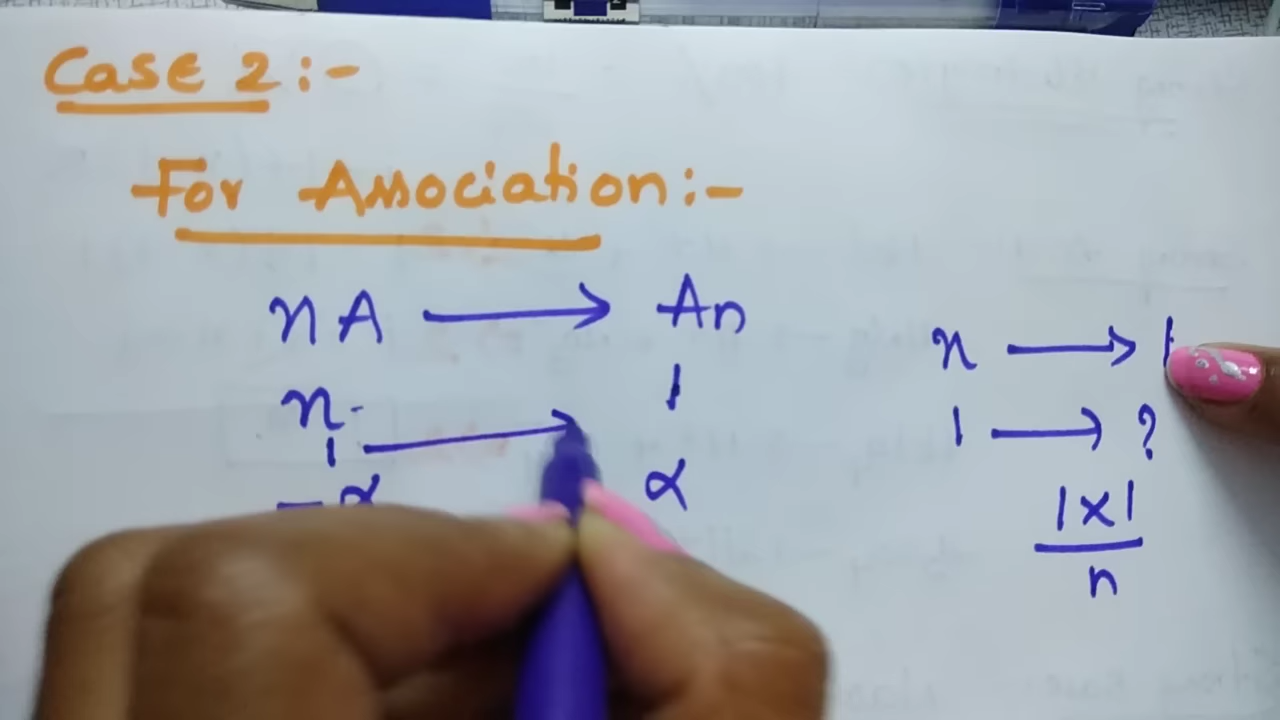 Case 2:-
For Association:-
nA → An
n 1
1 →
- α α
n → 1
1 → ?
1×1
n